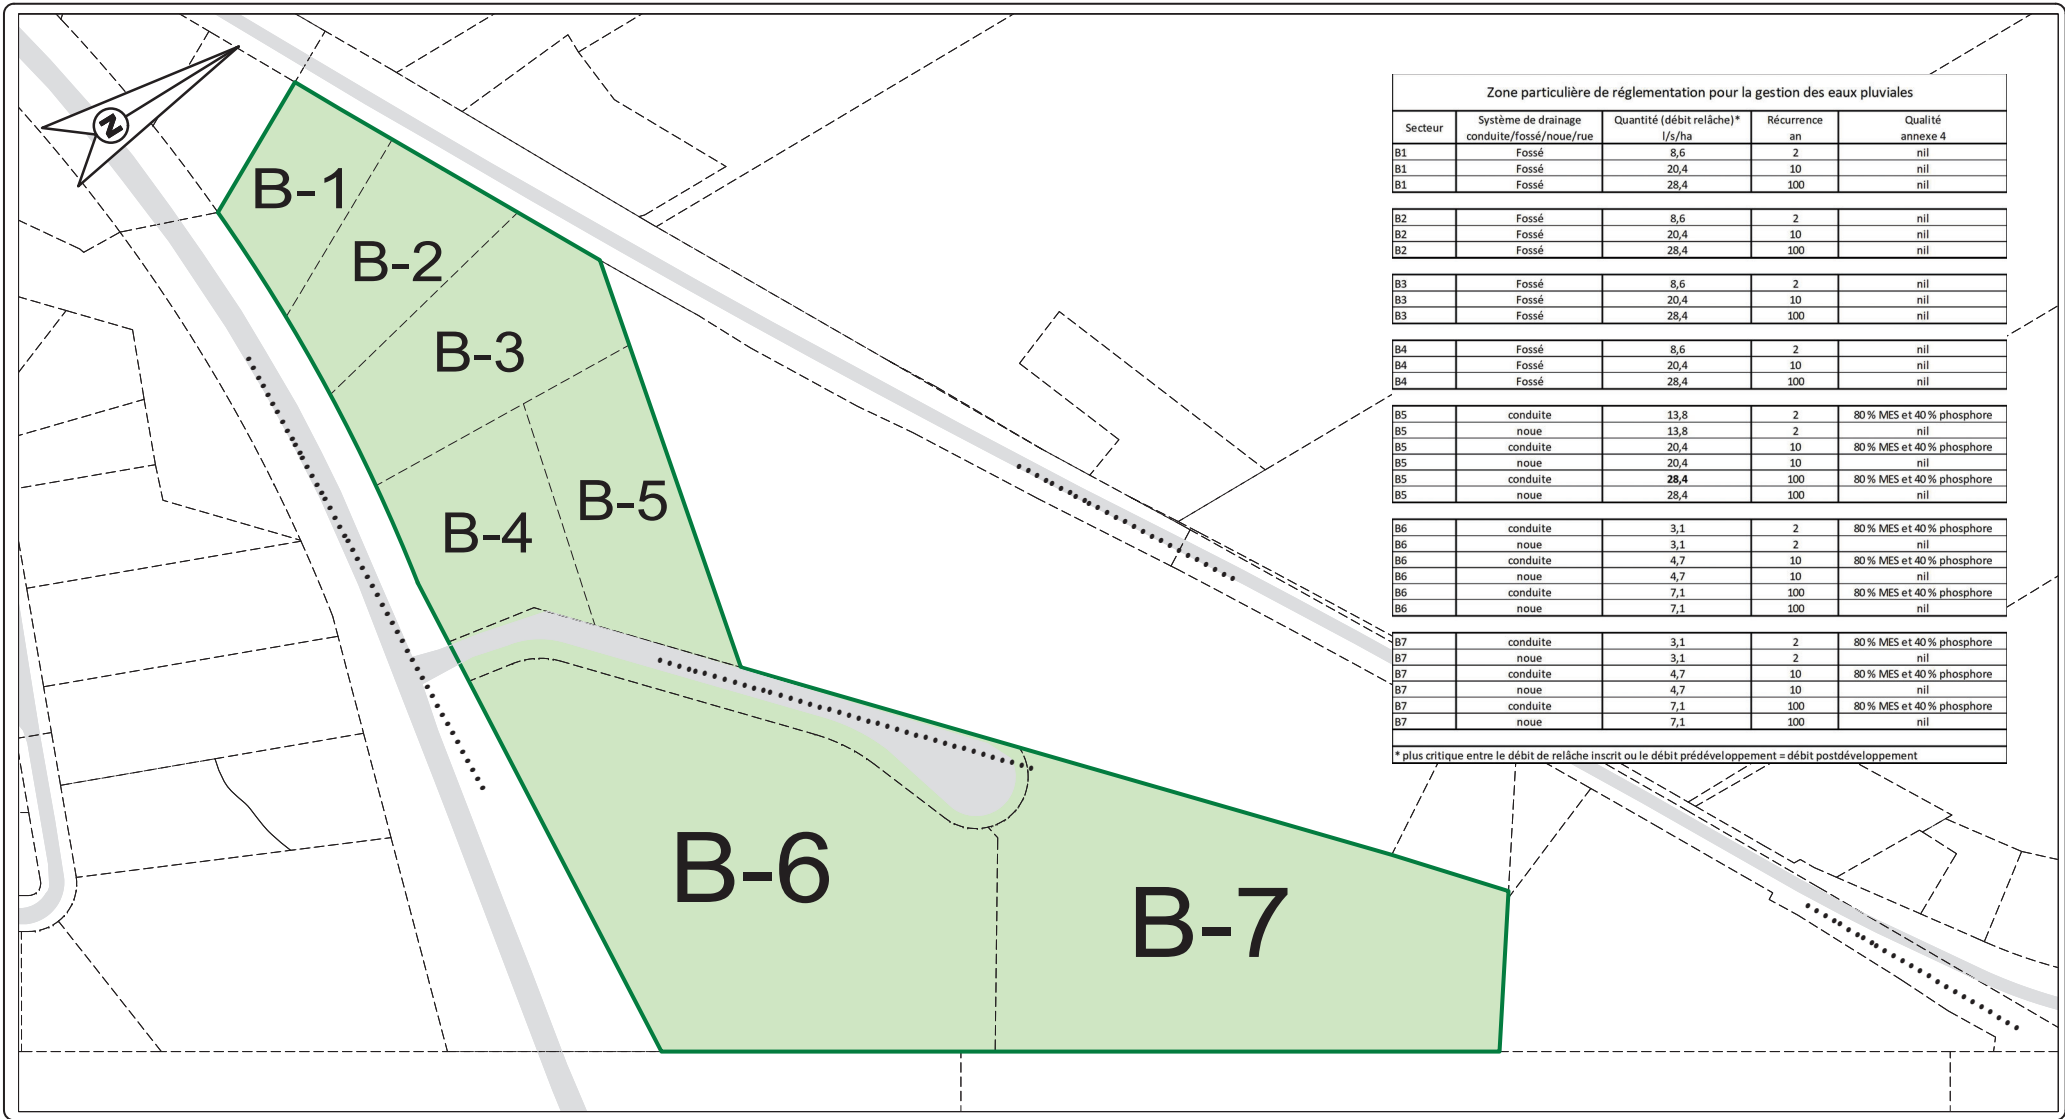 N
B-1
B-2
B-3
B-4
B-5
B-6
B-7
Zone particulière de réglementation pour la gestion des eaux pluviales
Secteur Système de drainage conduite/fossé/noue/rue Quantité (débit relâche)* l/s/ha Récurrence an Qualité annexe 4
B1 Fossé 8,6 2 nil
B1 Fossé 20,4 10 nil
B1 Fossé 28,4 100 nil
B2 Fossé 8,6 2 nil
B2 Fossé 20,4 10 nil
B2 Fossé 28,4 100 nil
B3 Fossé 8,6 2 nil
B3 Fossé 20,4 10 nil
B3 Fossé 28,4 100 nil
B4 Fossé 8,6 2 nil
B4 Fossé 20,4 10 nil
B4 Fossé 28,4 100 nil
B5 conduite 13,8 2 80 % MES et 40 % phosphore
B5 noue 13,8 2 nil
B5 conduite 20,4 10 80 % MES et 40 % phosphore
B5 noue 20,4 10 nil
B5 conduite 28,4 100 80 % MES et 40 % phosphore
B5 noue 28,4 100 nil
B6 conduite 3,1 2 80 % MES et 40 % phosphore
B6 noue 3,1 2 nil
B6 conduite 4,7 10 80 % MES et 40 % phosphore
B6 noue 4,7 10 nil
B6 conduite 7,1 100 80 % MES et 40 % phosphore
B6 noue 7,1 100 nil
B7 conduite 3,1 2 80 % MES et 40 % phosphore
B7 noue 3,1 2 nil
B7 conduite 4,7 10 80 % MES et 40 % phosphore
B7 noue 4,7 10 nil
B7 conduite 7,1 100 80 % MES et 40 % phosphore
B7 noue 7,1 100 nil
* plus critique entre le débit de relâche inscrit ou le débit prédéveloppement = débit postdéveloppement